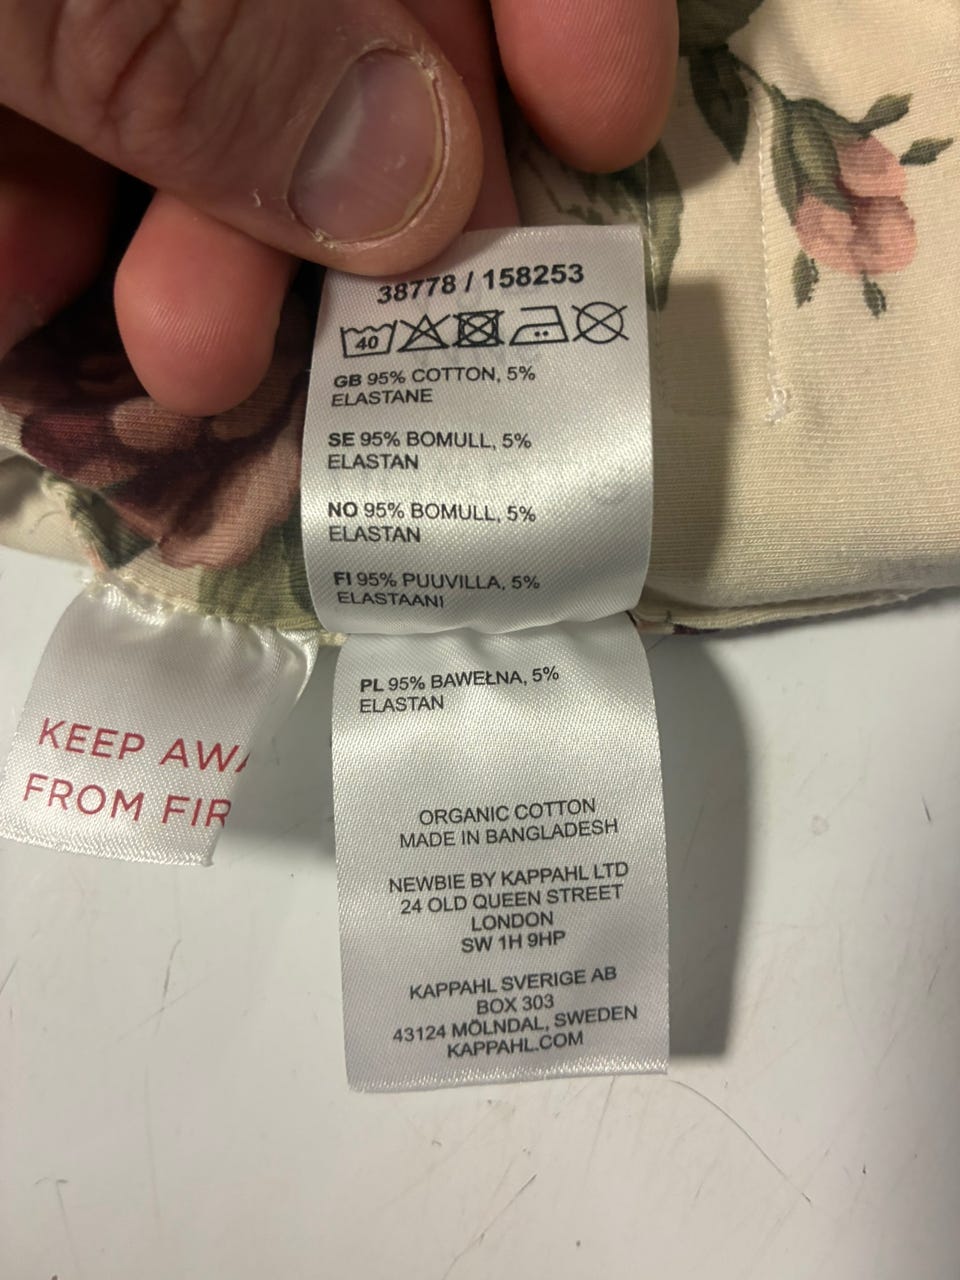 38778 / 158253
40
GB 95% COTTON, 5%
ELASTANE
SE 95% BOMULL, 5%
ELASTAN
NO 95% BOMULL, 5%
ELASTAN
FI 95% PUUVILLA, 5%
ELASTAANI
PL 95% BAWEŁNA, 5%
ELASTAN
ORGANIC COTTON
MADE IN BANGLADESH
NEWBIE BY KAPPAHL LTD
24 OLD QUEEN STREET
LONDON
SW 1H 9HP
KAPPAHL SVERIGE AB
BOX 303
43124 MÖLNDAL, SWEDEN
KAPPAHL.COM
KEEP AWA
FROM FIR